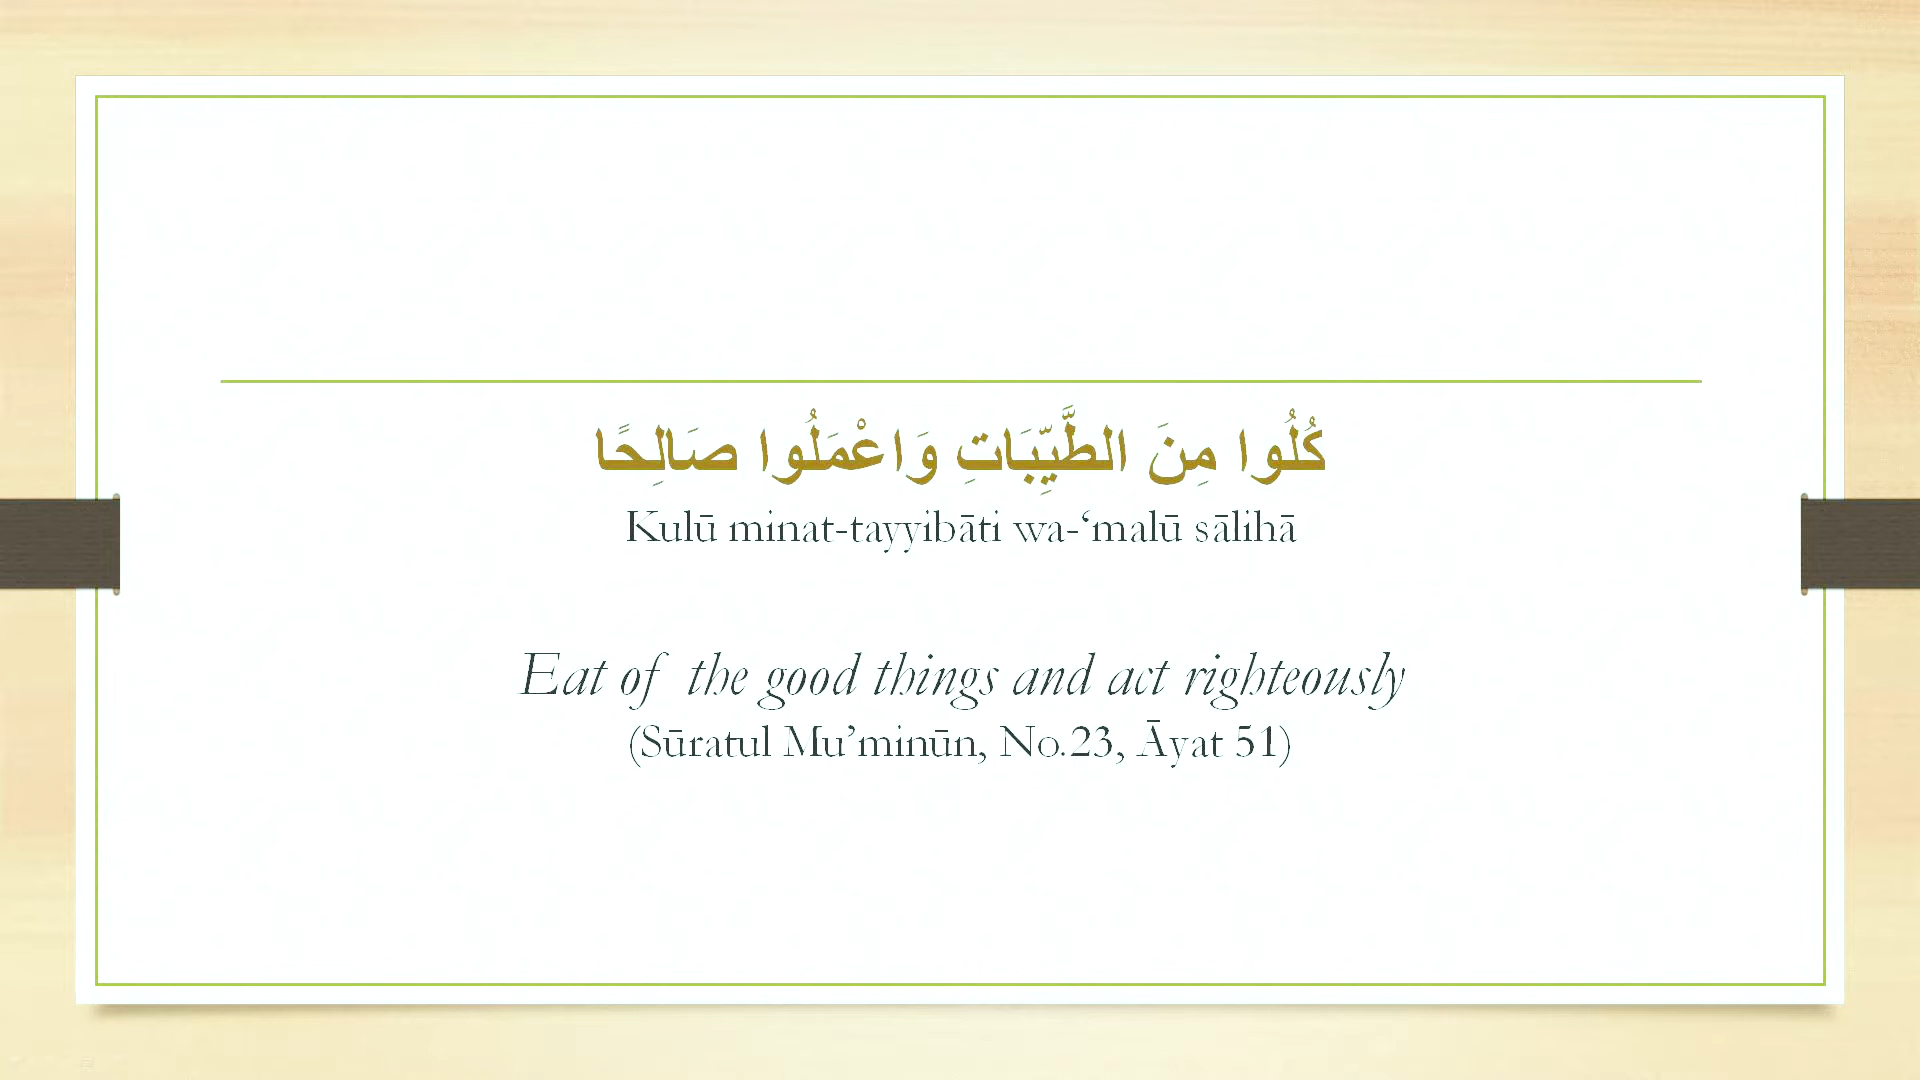 كُلُوا مِنَ الطَّيِّبَاتِ وَاعْمَلُوا صَالِحًا
Kulū minat-tayyibāti wa-‘malū sālihā
Eat of the good things and act righteously
(Sūratul Mu’minūn, No.23, Āyat 51)